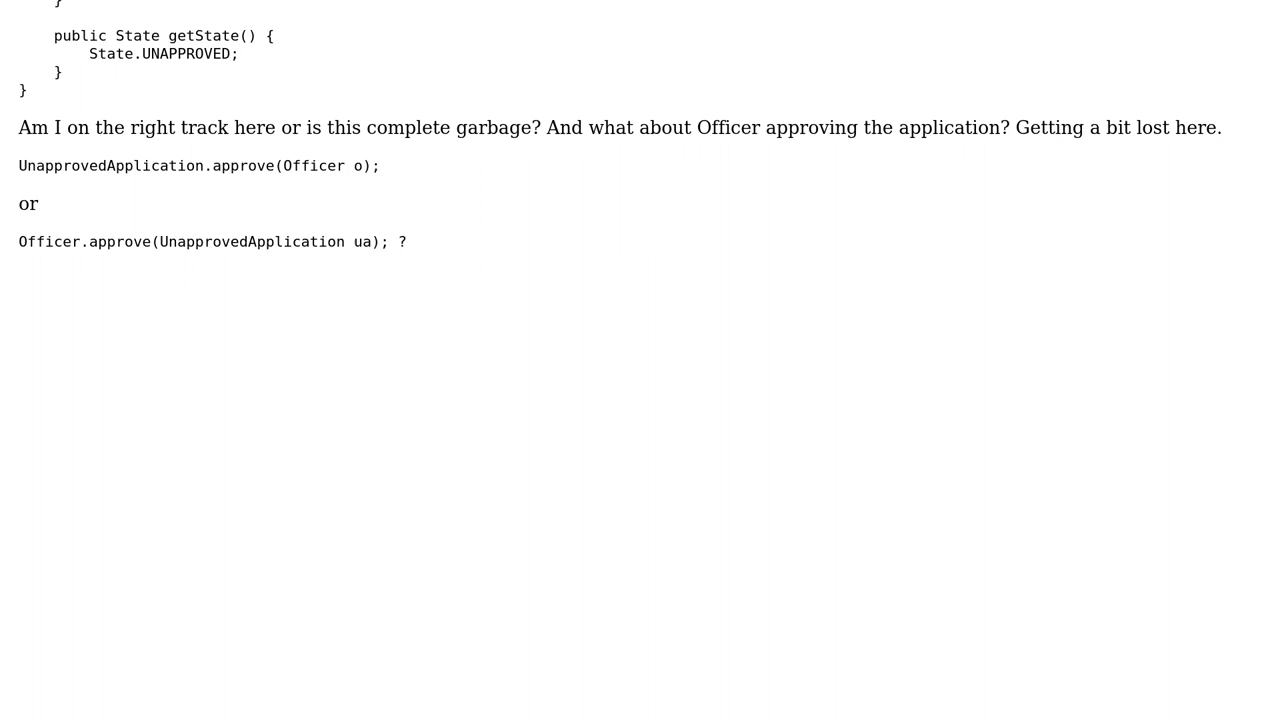 }
    public State getState() {
        State.UNAPPROVED;
    }
}
Am I on the right track here or is this complete garbage? And what about Officer approving the application? Getting a bit lost here.
UnapprovedApplication.approve(Officer o);
or
Officer.approve(UnapprovedApplication ua); ?